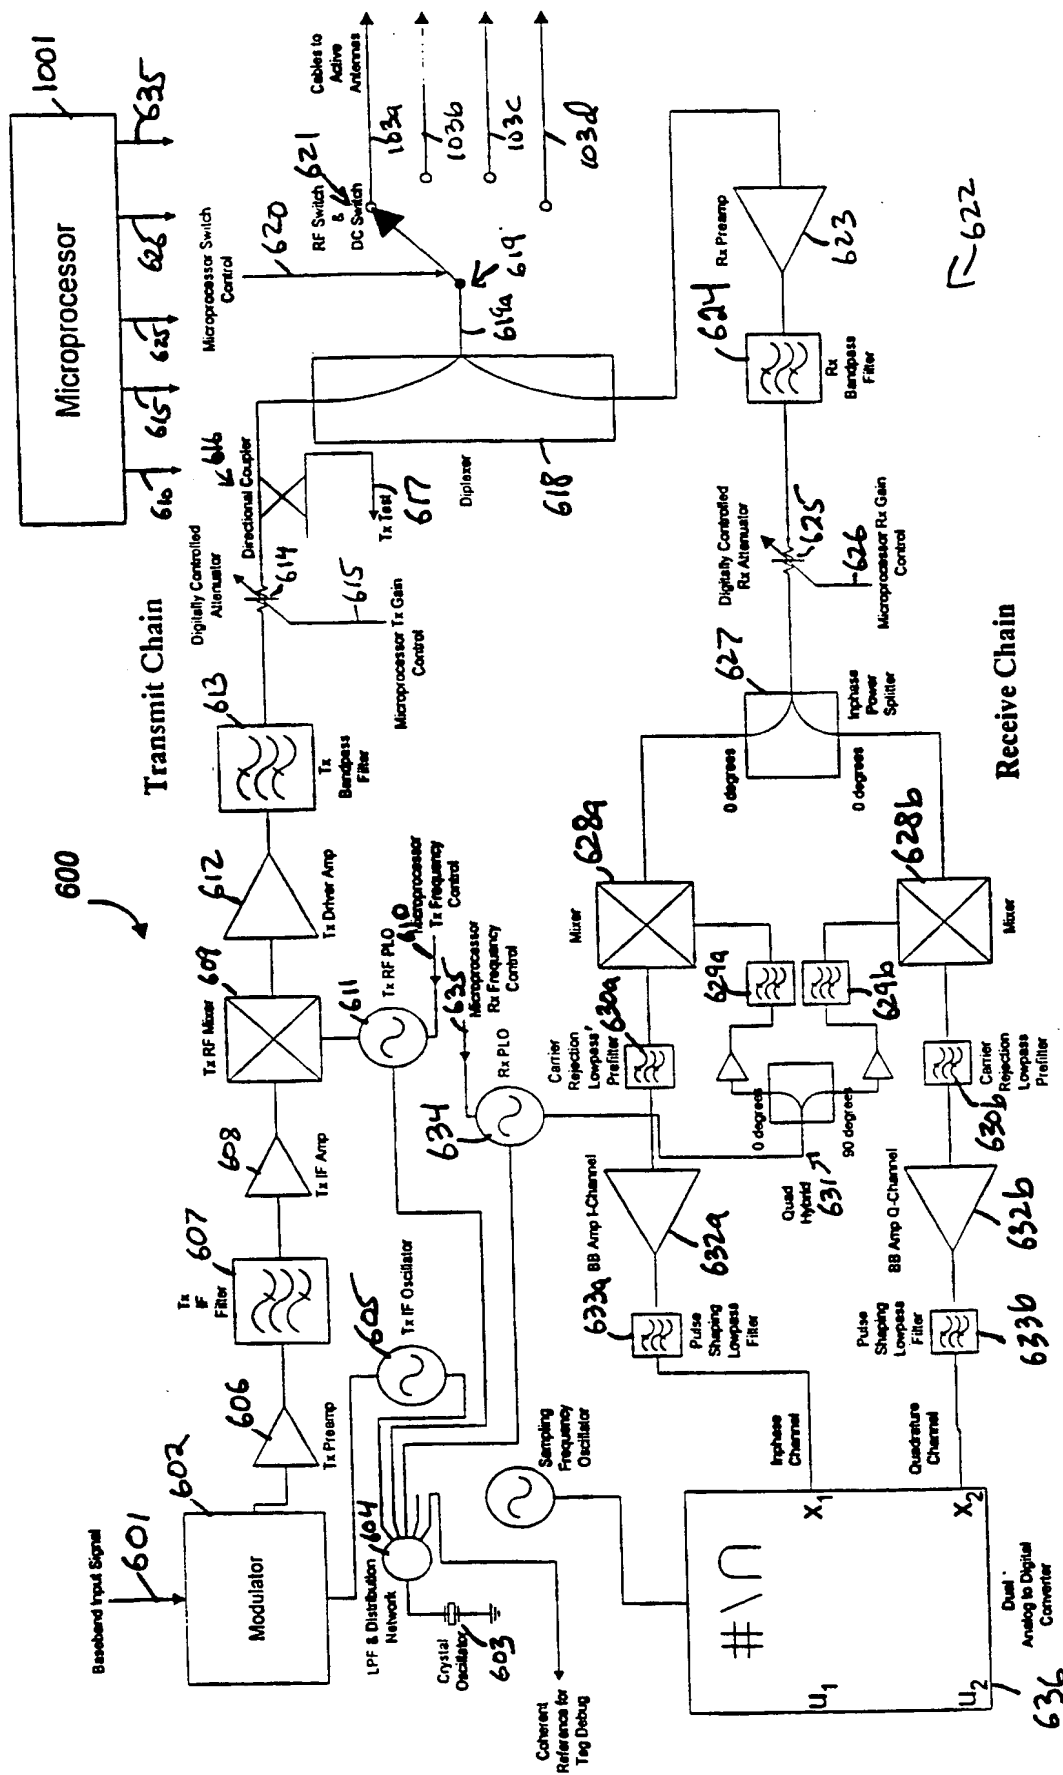 600
Transmit Chain
Microprocessor
1001
610
615
625
626
635
Baseband Input Signal
601
602
Modulator
606
Tx Preamp
607
Tx
IF
Filter
608
Tx IF Amp
609
Tx RF Mixer
612
Tx Driver Amp
613
Tx
Bandpass
Filter
Digitally Controlled
Attenuator
614
615
Microprocessor Tx Gain
Control
616
Directional Coupler
Tx Test
617
Diplexer
618
Microprocessor Switch
Control
620
RF Switch
&
DC Switch
621
619
619a
Cables to
Active
Antennas
103a
103b
103c
103d
LPF & Distribution
Network
604
Crystal
Oscillator
603
Coherent
Reference for
Tag Debug
605
Tx IF Oscillator
611
Tx RF PLO
610
Microprocessor
Tx Frequency
Control
635
Microprocessor
Rx Frequency
Control
634
Rx PLO
Sampling
Frequency
Oscillator
622
Rx Preamp
623
624
Rx
Bandpass
Filter
Digitally Controlled
Rx Attenuator
625
626
Microprocessor Rx Gain
Control
627
Inphase
Power
Splitter
0 degrees
0 degrees
Mixer
628a
628b
Mixer
629a
629b
Carrier
Rejection
Lowpass
Prefilter
630a
630b
Carrier
Rejection
Lowpass
Prefilter
0 degrees
90 degrees
Quad
Hybrid
631
BB Amp I-Channel
632a
BB Amp Q-Channel
632b
633a
Pulse
Shaping
Lowpass
Filter
Pulse
Shaping
Lowpass
Filter
633b
Inphase
Channel
Quadrature
Channel
#\∩
X1
X2
U1
U2
Dual
Analog to Digital
Converter
636
Receive Chain